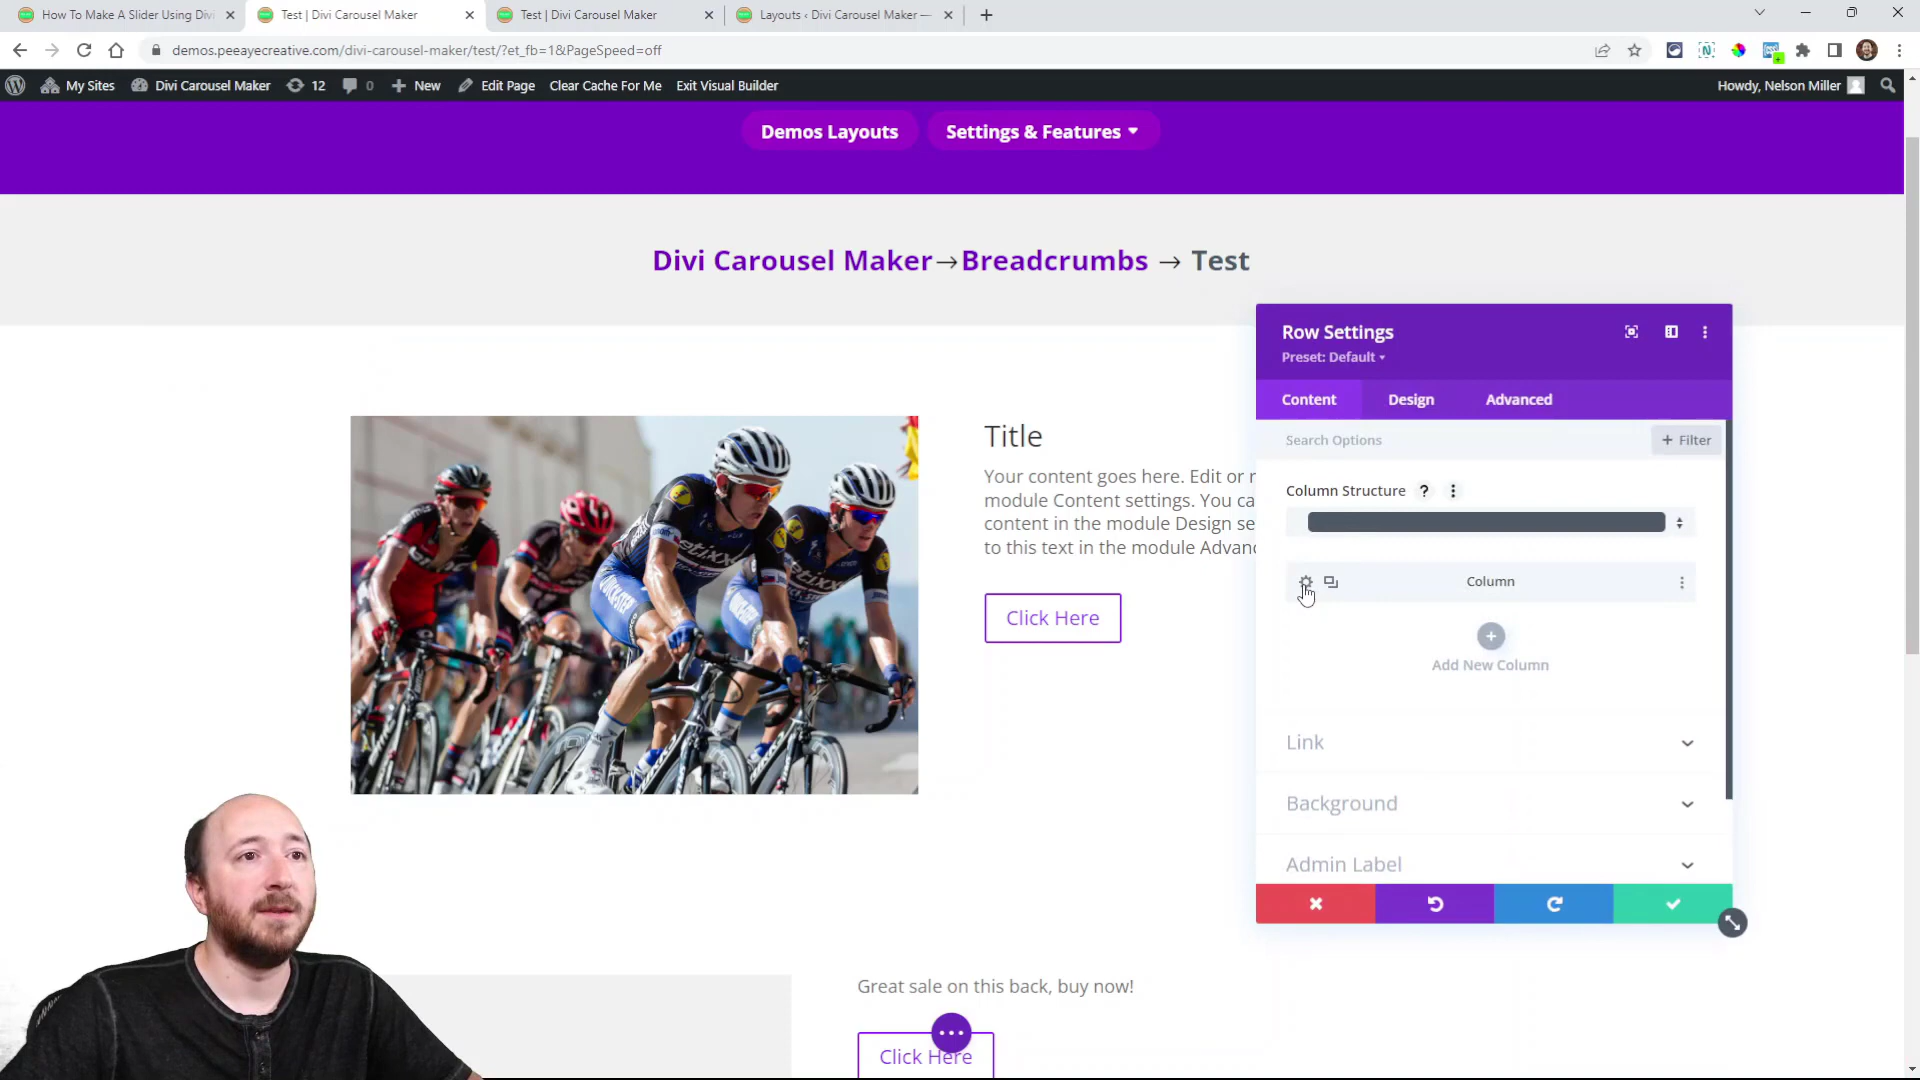 How To Make A Slider Using Divi
Test | Divi Carousel Maker
Test | Divi Carousel Maker
Layouts ‹ Divi Carousel Maker —
demos.peeayecreative.com/divi-carousel-maker/test/?et_fb=1&PageSpeed=off
My Sites
Divi Carousel Maker
12
0
New
Edit Page
Clear Cache For Me
Exit Visual Builder
Howdy, Nelson Miller
Demos Layouts
Settings & Features
Divi Carousel Maker→Breadcrumbs → Test
Row Settings
Preset: Default
Content
Design
Advanced
Search Options
+ Filter
Column Structure
?
Column
Add New Column
Link
Background
Admin Label
Title
Your content goes here. Edit or
module Content settings. You ca
content in the module Design se
to this text in the module Advanc
Click Here
Great sale on this back, buy now!
Click Here